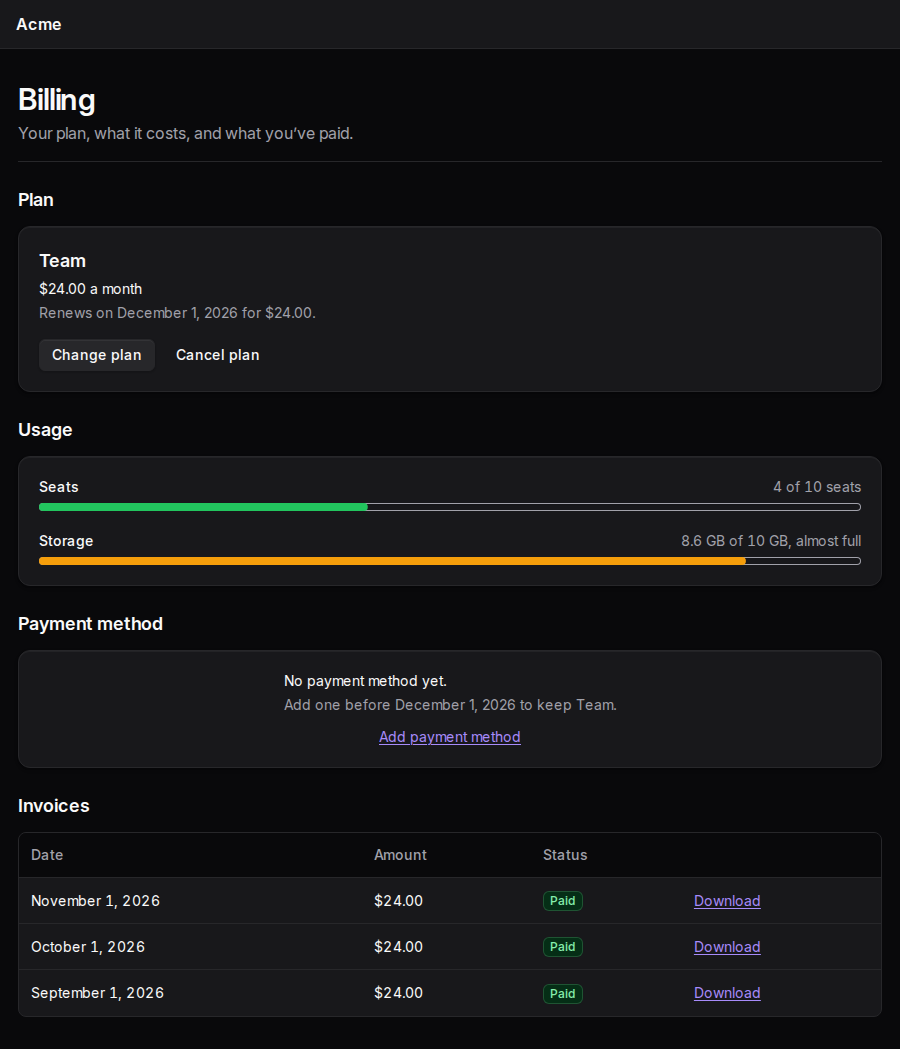 Acme
Billing
Your plan, what it costs, and what you’ve paid.
Plan
Team
$24.00 a month
Renews on December 1, 2026 for $24.00.
Change plan Cancel plan
Usage
Seats 4 of 10 seats
Storage 8.6 GB of 10 GB, almost full
Payment method
No payment method yet.
Add one before December 1, 2026 to keep Team.
Add payment method
Invoices
Date Amount Status
November 1, 2026 $24.00 Paid Download
October 1, 2026 $24.00 Paid Download
September 1, 2026 $24.00 Paid Download